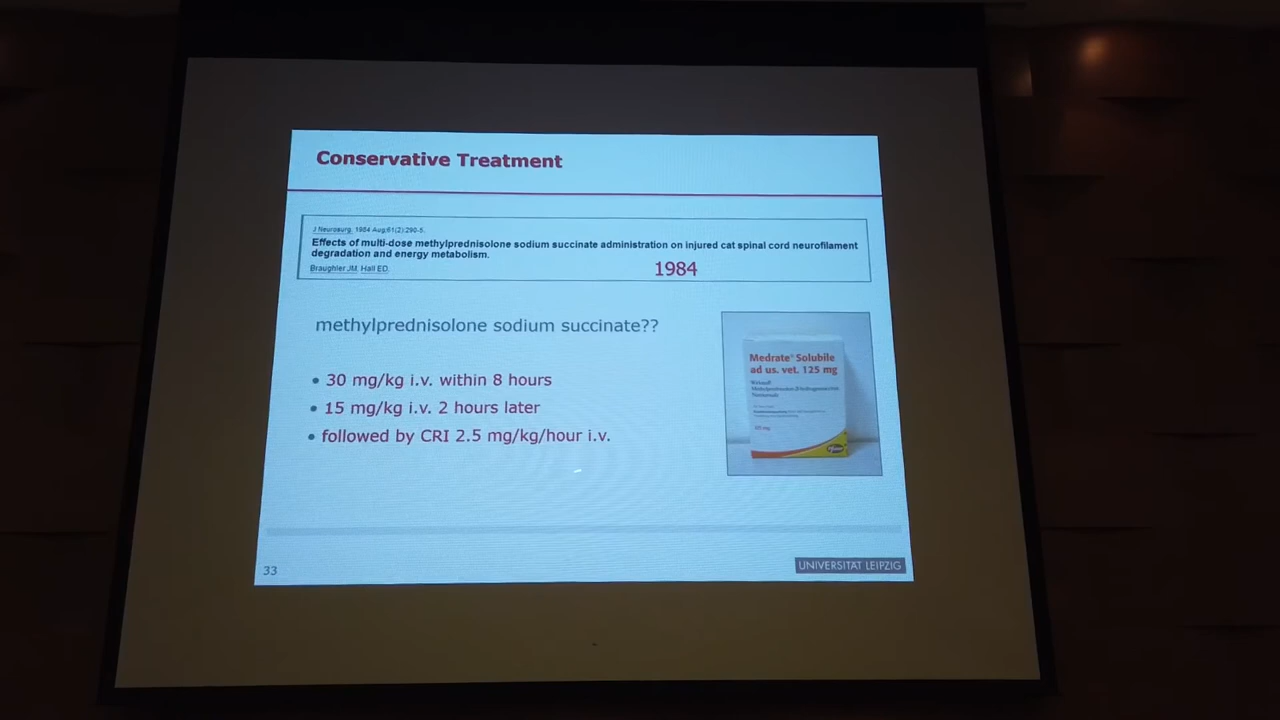 Conservative Treatment
J Neurosurg. 1984 Aug;61(2):290-5.
Effects of multi-dose methylprednisolone sodium succinate administration on injured cat spinal cord neurofilament
degradation and energy metabolism.
Braughler JM, Hall ED.
1984
methylprednisolone sodium succinate??
• 30 mg/kg i.v. within 8 hours
• 15 mg/kg i.v. 2 hours later
• followed by CRI 2.5 mg/kg/hour i.v.
Medrate® Solubile
ad us. vet. 125 mg
Pfizer
33
UNIVERSITÄT LEIPZIG